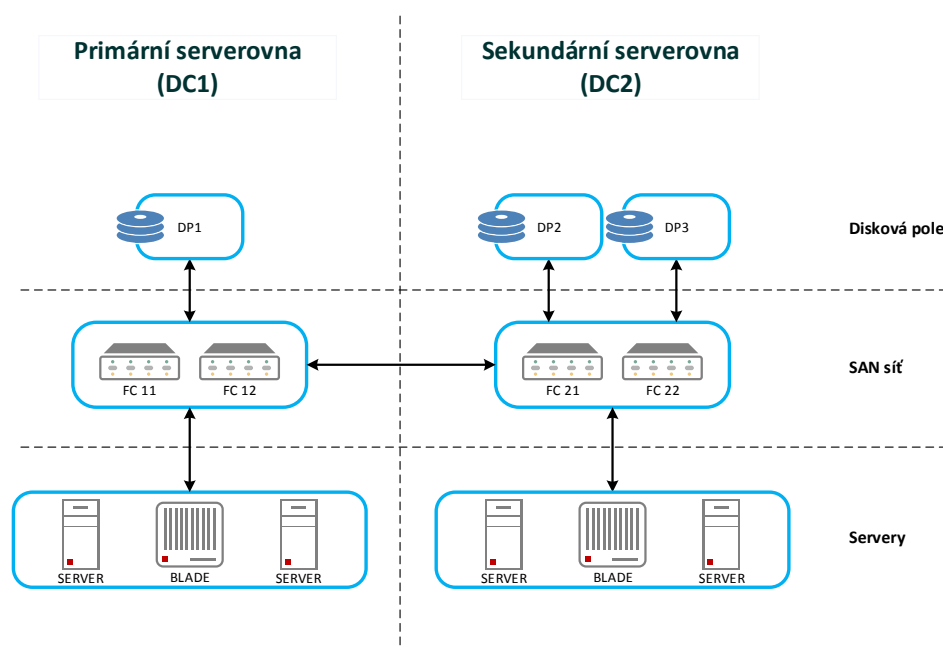 Primární serverovna
(DC1)
Sekundární serverovna
(DC2)
DP1
DP2
DP3
Disková pole
FC 11
FC 12
FC 21
FC 22
SAN síť
SERVER
BLADE
SERVER
SERVER
BLADE
SERVER
Servery